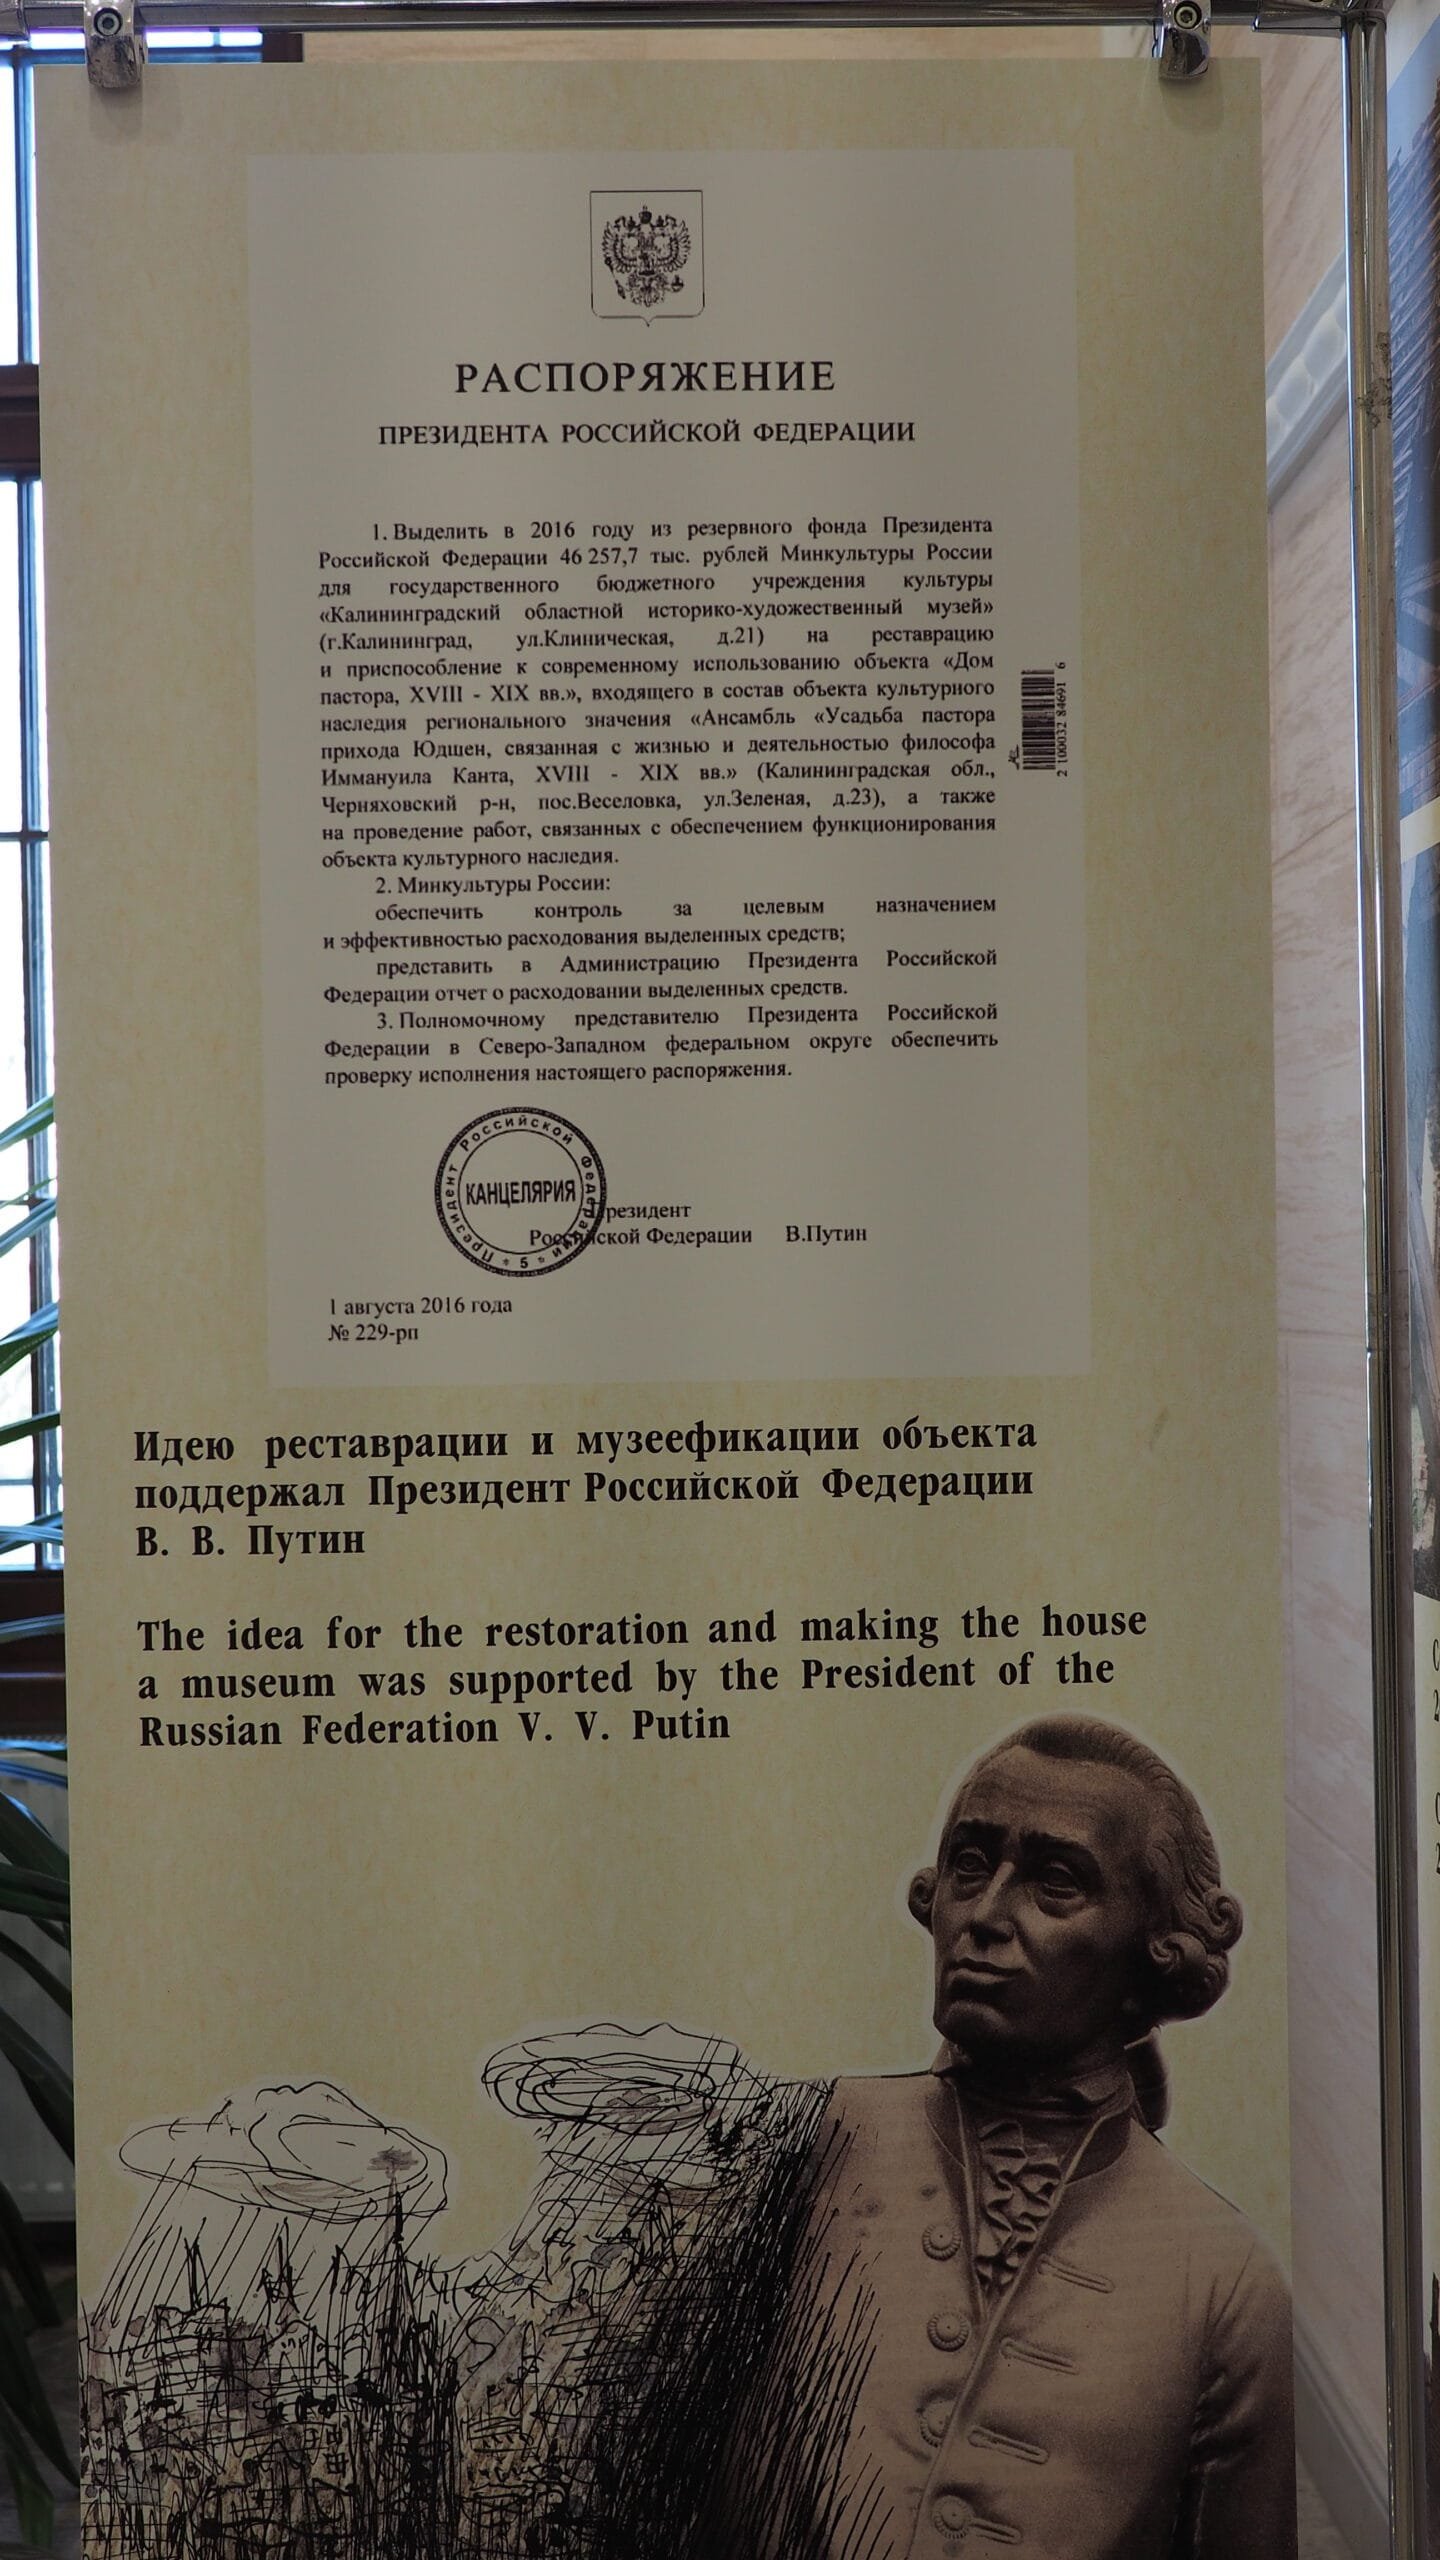 РАСПОРЯЖЕНИЕ
ПРЕЗИДЕНТА РОССИЙСКОЙ ФЕДЕРАЦИИ
1. Выделить в 2016 году из резервного фонда Президента
Российской Федерации 46 257,7 тыс. рублей Минкультуры России
для государственного бюджетного учреждения культуры
«Калининградский областной историко-художественный музей»
(г.Калининград, ул.Клиническая, д.21) на реставрацию
и приспособление к современному использованию объекта «Дом
пастора, XVIII - XIX вв.», входящего в состав объекта культурного
наследия регионального значения «Ансамбль «Усадьба пастора
прихода Юдшен, связанная с жизнью и деятельностью философа
Иммануила Канта, XVIII - XIX вв.» (Калининградская обл.,
Черняховский р-н, пос.Веселовка, ул.Зеленая, д.23), а также
на проведение работ, связанных с обеспечением функционирования
объекта культурного наследия.
2. Минкультуры России:
обеспечить контроль за целевым назначением
и эффективностью расходования выделенных средств;
представить в Администрацию Президента Российской
Федерации отчет о расходовании выделенных средств.
3. Полномочному представителю Президента Российской
Федерации в Северо-Западном федеральном округе обеспечить
проверку исполнения настоящего распоряжения.
2 100032 84691 6
Президент Российской Федерации * 5 *
КАНЦЕЛЯРИЯ
Президент
Российской Федерации В.Путин
1 августа 2016 года
№ 229-рп
Идею реставрации и музеефикации объекта
поддержал Президент Российской Федерации
В. В. Путин
The idea for the restoration and making the house
a museum was supported by the President of the
Russian Federation V. V. Putin